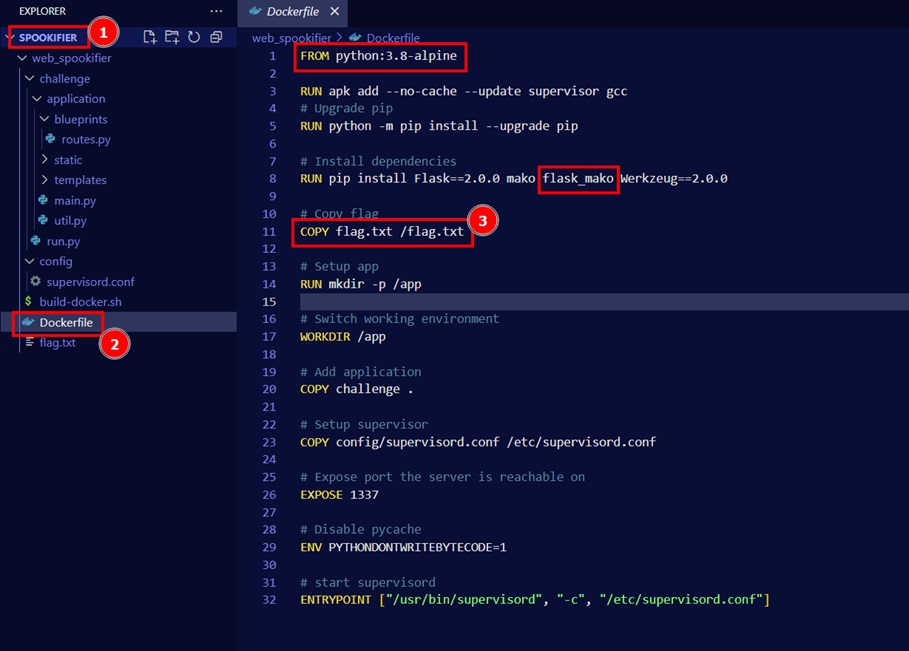 EXPLORER
SPOOKIFIER
1
web_spookifier
challenge
application
blueprints
routes.py
static
templates
main.py
util.py
run.py
config
supervisord.conf
$ build-docker.sh
Dockerfile
2
flag.txt
Dockerfile
web_spookifier > Dockerfile
1 FROM python:3.8-alpine
2
3 RUN apk add --no-cache --update supervisor gcc
4 # Upgrade pip
5 RUN python -m pip install --upgrade pip
6
7 # Install dependencies
8 RUN pip install Flask==2.0.0 mako flask_mako Werkzeug==2.0.0
9
10 # Copy flag
11 COPY flag.txt /flag.txt
3
12
13 # Setup app
14 RUN mkdir -p /app
15
16 # Switch working environment
17 WORKDIR /app
18
19 # Add application
20 COPY challenge .
21
22 # Setup supervisor
23 COPY config/supervisord.conf /etc/supervisord.conf
24
25 # Expose port the server is reachable on
26 EXPOSE 1337
27
28 # Disable pycache
29 ENV PYTHONDONTWRITEBYTECODE=1
30
31 # start supervisord
32 ENTRYPOINT ["/usr/bin/supervisord", "-c", "/etc/supervisord.conf"]